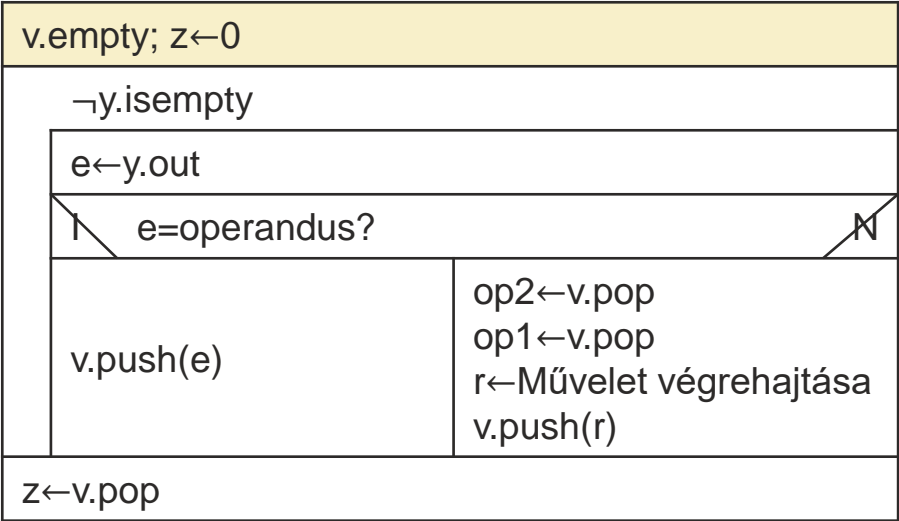 v.empty; z←0
¬y.isempty
e←y.out
I e=operandus? N
v.push(e)
op2←v.pop
op1←v.pop
r←Művelet végrehajtása
v.push(r)
z←v.pop